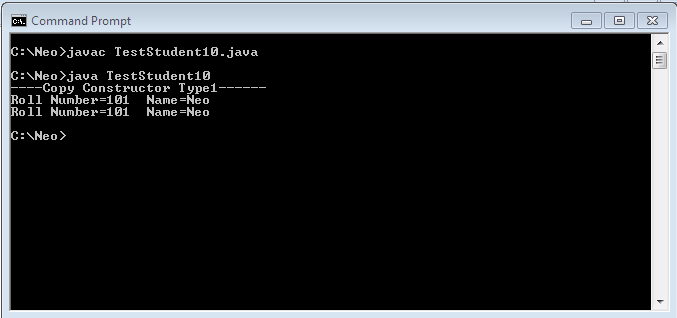 Command Prompt
C:\Neo>javac TestStudent10.java
C:\Neo>java TestStudent10
----Copy Constructor Type1------
Roll Number=101  Name=Neo
Roll Number=101  Name=Neo
C:\Neo>